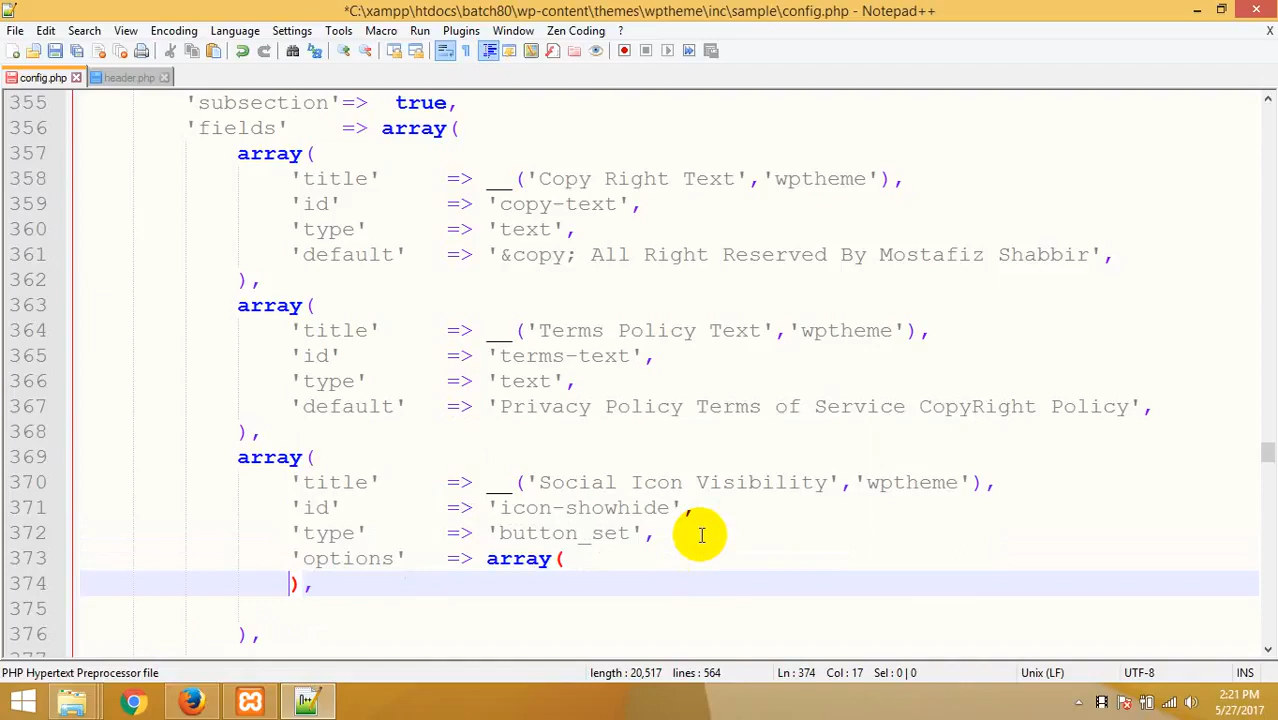 *C:\xampp\htdocs\batch80\wp-content\themes\wptheme\inc\sample\config.php - Notepad++
File Edit Search View Encoding Language Settings Tools Macro Run Plugins Window Zen Coding ? X
config.php header.php
355 'subsection'=> true,
356 'fields' => array(
357 array(
358 'title' => __('Copy Right Text','wptheme'),
359 'id' => 'copy-text',
360 'type' => 'text',
361 'default' => '&copy; All Right Reserved By Mostafiz Shabbir',
362 ),
363 array(
364 'title' => __('Terms Policy Text','wptheme'),
365 'id' => 'terms-text',
366 'type' => 'text',
367 'default' => 'Privacy Policy Terms of Service CopyRight Policy',
368 ),
369 array(
370 'title' => __('Social Icon Visibility','wptheme'),
371 'id' => 'icon-showhide',
372 'type' => 'button_set',
373 'options' => array(
374 ),
375
376 ),
PHP Hypertext Preprocessor file length : 20,517 lines : 564 Ln : 374 Col : 17 Sel : 0 | 0 Unix (LF) UTF-8 INS
2:21 PM
5/27/2017